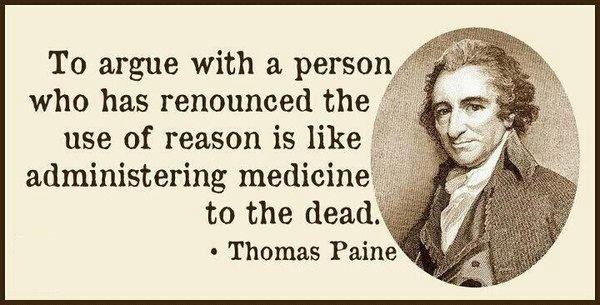 To argue with a person
who has renounced the
use of reason is like
administering medicine
to the dead.
• Thomas Paine